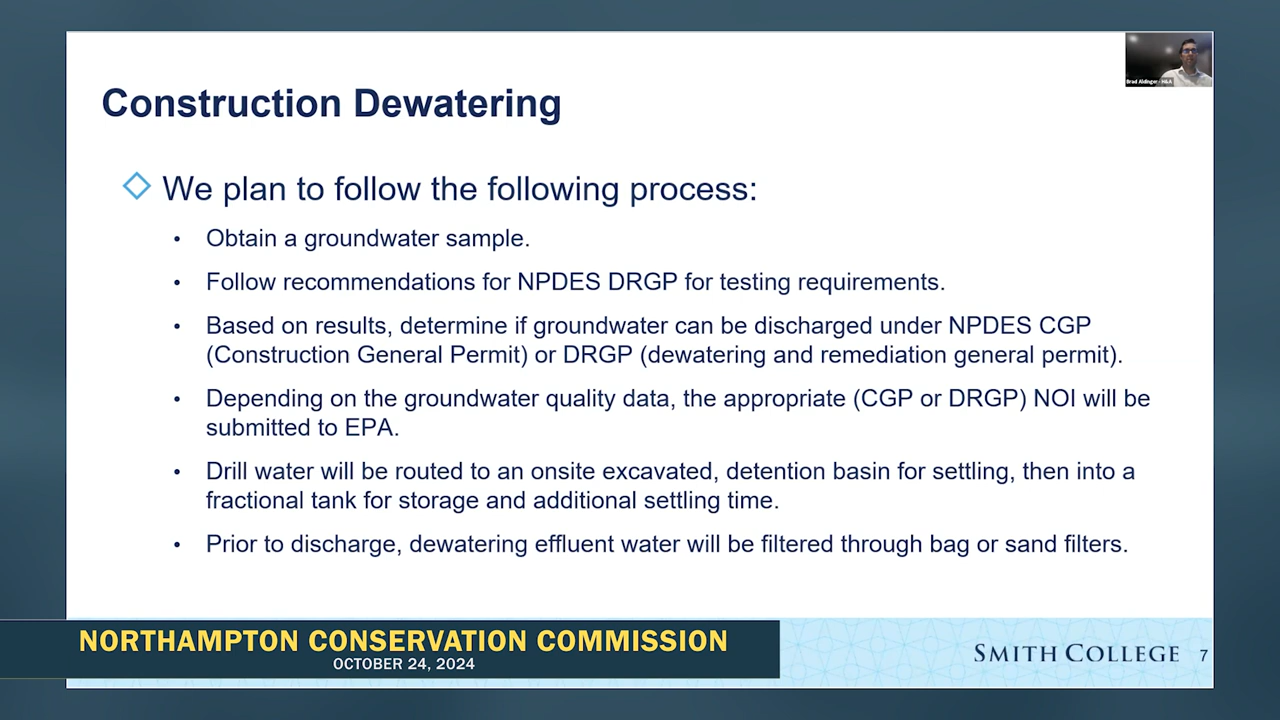 Brad Aldinger - H&A
Construction Dewatering
We plan to follow the following process:
• Obtain a groundwater sample.
• Follow recommendations for NPDES DRGP for testing requirements.
• Based on results, determine if groundwater can be discharged under NPDES CGP
(Construction General Permit) or DRGP (dewatering and remediation general permit).
• Depending on the groundwater quality data, the appropriate (CGP or DRGP) NOI will be
submitted to EPA.
• Drill water will be routed to an onsite excavated, detention basin for settling, then into a
fractional tank for storage and additional settling time.
• Prior to discharge, dewatering effluent water will be filtered through bag or sand filters.
NORTHAMPTON CONSERVATION COMMISSION
OCTOBER 24, 2024
SMITH COLLEGE 7